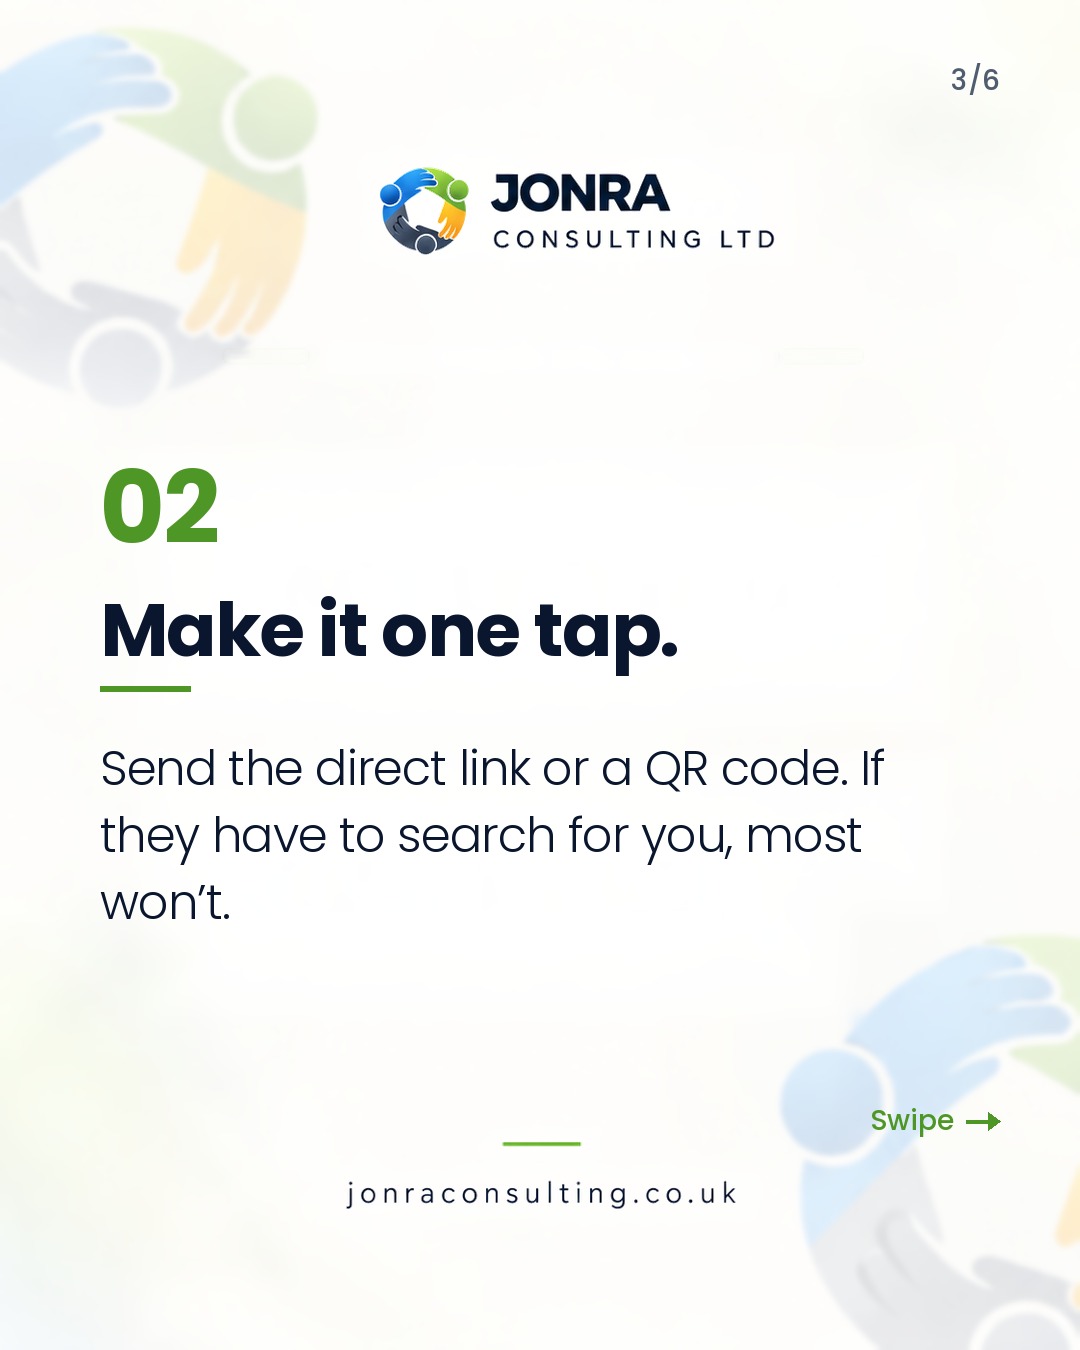 3/6
JONRA
CONSULTING LTD
02
Make it one tap.
Send the direct link or a QR code. If
they have to search for you, most
won’t.
Swipe →
jonraconsulting.co.uk